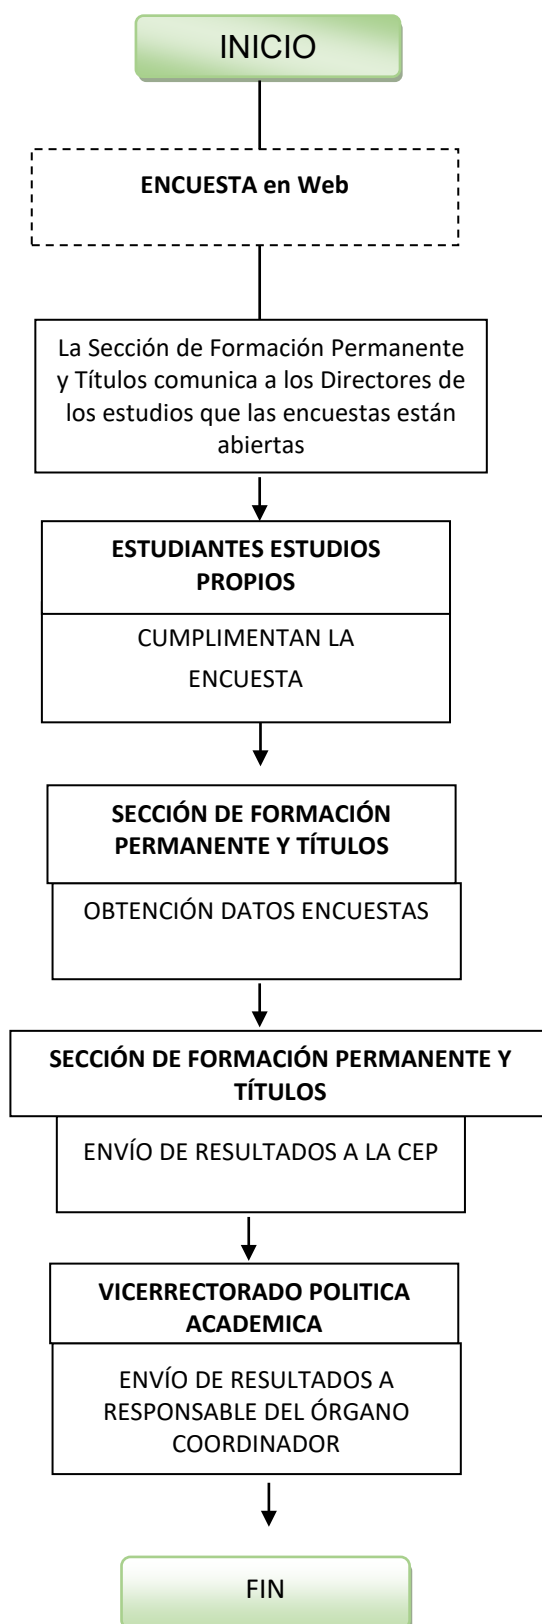 INICIO
ENCUESTA en Web
La Sección de Formación Permanente
y Títulos comunica a los Directores de
los estudios que las encuestas están
abiertas
ESTUDIANTES ESTUDIOS
PROPIOS
CUMPLIMENTAN LA
ENCUESTA
SECCIÓN DE FORMACIÓN
PERMANENTE Y TÍTULOS
OBTENCIÓN DATOS ENCUESTAS
SECCIÓN DE FORMACIÓN PERMANENTE Y
TÍTULOS
ENVÍO DE RESULTADOS A LA CEP
VICERRECTORADO POLITICA
ACADEMICA
ENVÍO DE RESULTADOS A
RESPONSABLE DEL ÓRGANO
COORDINADOR
FIN